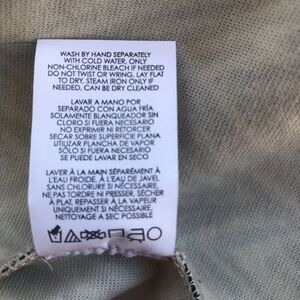 WASH BY HAND SEPARATELY
WITH COLD WATER, ONLY
NON-CHLORINE BLEACH IF NEEDED
DO NOT TWIST OR WRING, LAY FLAT
TO DRY, STEAM IRON ONLY IF
NEEDED, CAN BE DRY CLEANED
LAVAR A MANO POR
SEPARADO CON AGUA FRÍA
SOLAMENTE BLANQUEADOR SIN
CLORO SI FUERA NECESARIO
NO EXPRIMIR NI RETORCER
SECAR SOBRE SUPERFICIE PLANA
UTILIZAR PLANCHA DE VAPOR
SÓLO SI FUERA NECESARIO
SE PUEDE LAVAR EN SECO
LAVER À LA MAIN SÉPARÉMENT À
L'EAU FROIDE. À L'EAU DE JAVEL
SANS CHLORURE SI NÉCESSAIRE,
NE PAS TORDRE NI PRESSER. SÉCHER
À PLAT, REPASSER À LA VAPEUR
UNIQUEMENT SI NÉCESSAIRE,
NETTOYAGE A SEC POSSIBLE